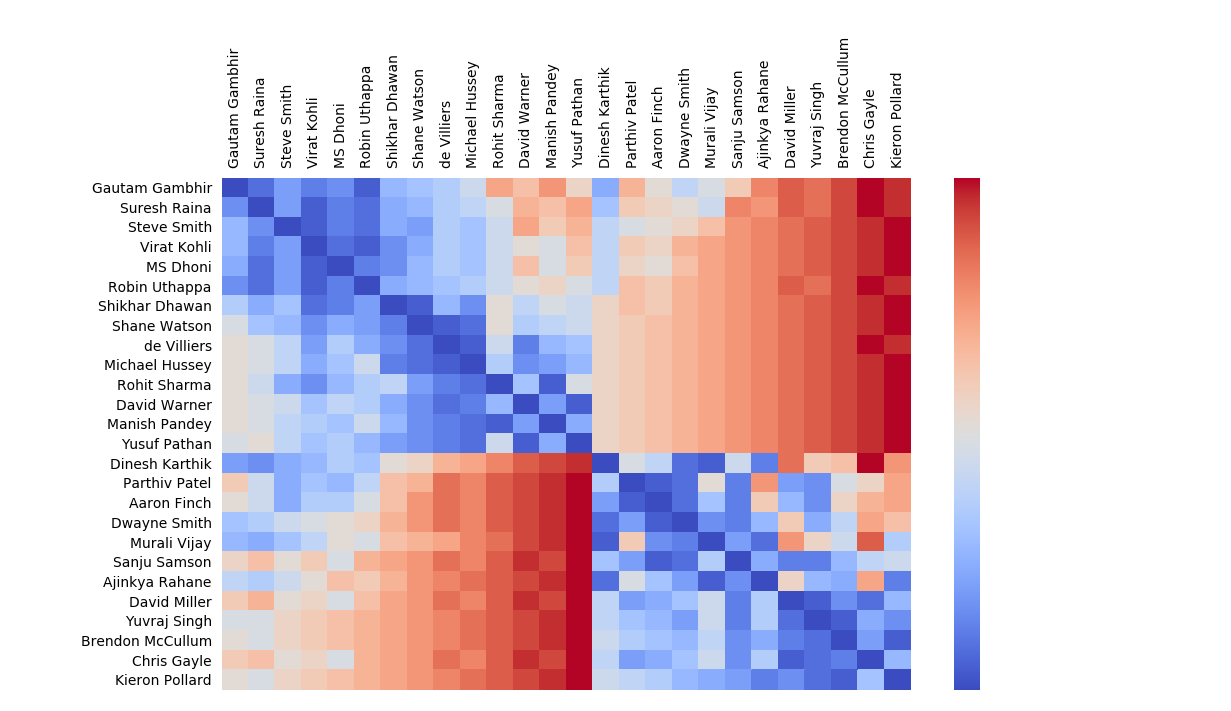 Gautam Gambhir
Suresh Raina
Steve Smith
Virat Kohli
MS Dhoni
Robin Uthappa
Shikhar Dhawan
Shane Watson
de Villiers
Michael Hussey
Rohit Sharma
David Warner
Manish Pandey
Yusuf Pathan
Dinesh Karthik
Parthiv Patel
Aaron Finch
Dwayne Smith
Murali Vijay
Sanju Samson
Ajinkya Rahane
David Miller
Yuvraj Singh
Brendon McCullum
Chris Gayle
Kieron Pollard
Gautam Gambhir
Suresh Raina
Steve Smith
Virat Kohli
MS Dhoni
Robin Uthappa
Shikhar Dhawan
Shane Watson
de Villiers
Michael Hussey
Rohit Sharma
David Warner
Manish Pandey
Yusuf Pathan
Dinesh Karthik
Parthiv Patel
Aaron Finch
Dwayne Smith
Murali Vijay
Sanju Samson
Ajinkya Rahane
David Miller
Yuvraj Singh
Brendon McCullum
Chris Gayle
Kieron Pollard